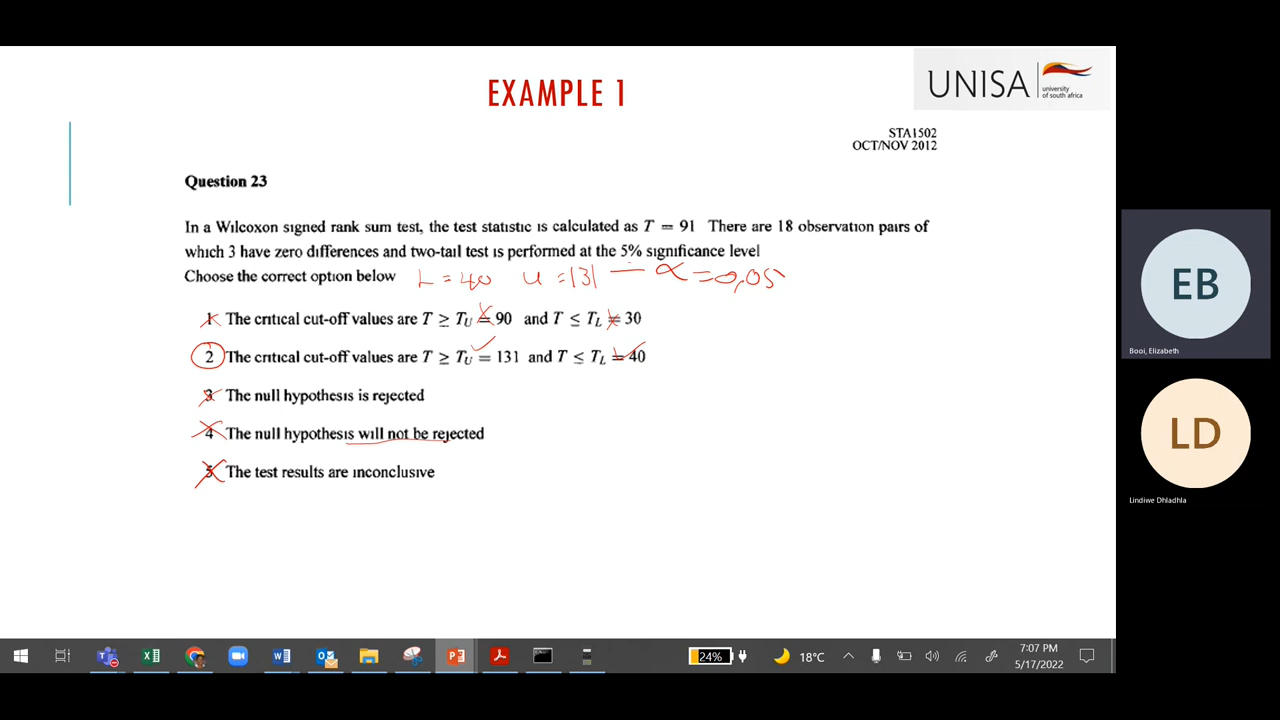 EXAMPLE 1
UNISA
university
of south africa
STA1502
OCT/NOV 2012
Question 23
In a Wilcoxon signed rank sum test, the test statistic is calculated as T = 91 There are 18 observation pairs of
which 3 have zero differences and two-tail test is performed at the 5% significance level
Choose the correct option below L = 40 u = 131 — α = 0,05
1 The critical cut-off values are T ≥ TU = 90 and T ≤ TL = 30
2 The critical cut-off values are T ≥ TU = 131 and T ≤ TL = 40
3 The null hypothesis is rejected
4 The null hypothesis will not be rejected
5 The test results are inconclusive
EB
Booi, Elizabeth
LD
Lindiwe Dhladhla
24%
18°C
7:07 PM
5/17/2022